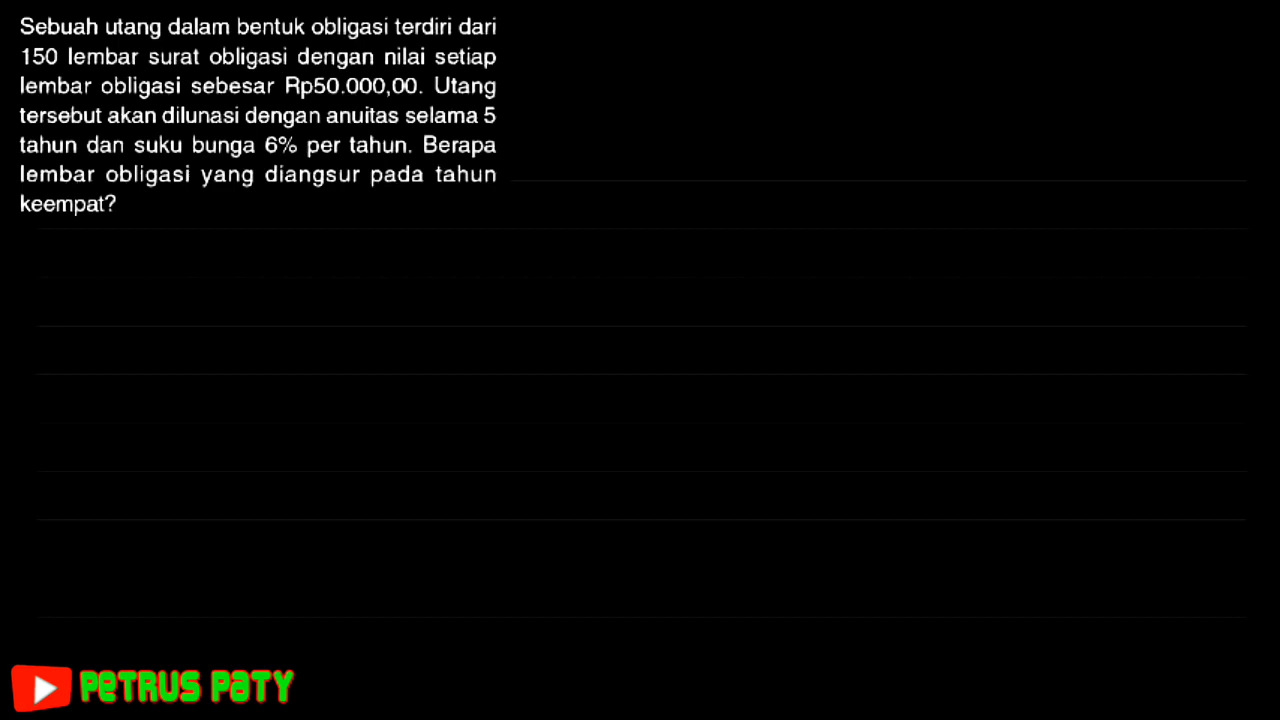 Sebuah utang dalam bentuk obligasi terdiri dari
150 lembar surat obligasi dengan nilai setiap
lembar obligasi sebesar Rp50.000,00. Utang
tersebut akan dilunasi dengan anuitas selama 5
tahun dan suku bunga 6% per tahun. Berapa
lembar obligasi yang diangsur pada tahun
keempat?
PETRUS PATY